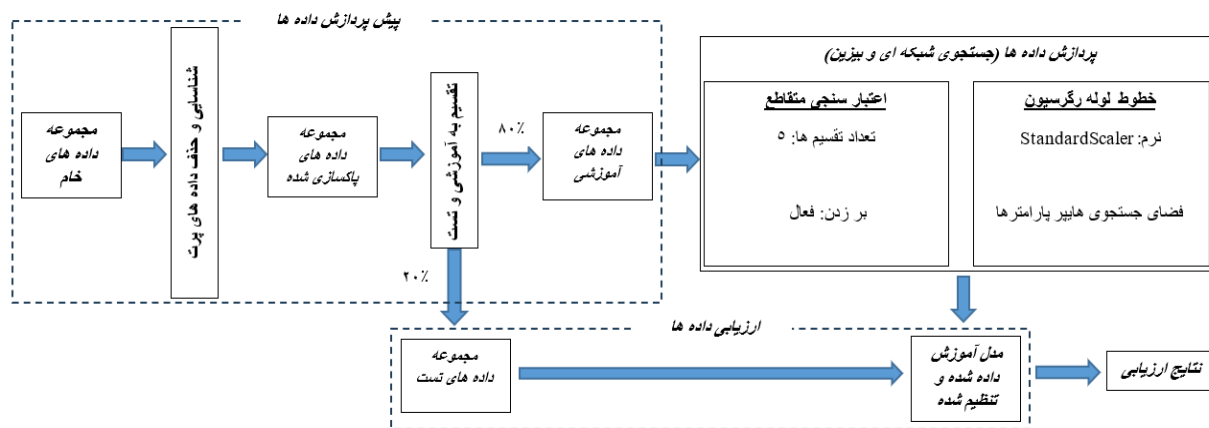 پیش پردازش داده ها
مجموعه
داده های
خام
شناسایی و حذف داده های پرت
مجموعه
داده های
پاکسازی شده
تقسیم به آموزشی و تست
۸۰٪
۲۰٪
مجموعه
داده های
آموزشی
پردازش داده ها (جستجوی شبکه ای و بیزین)
خطوط لوله رگرسیون
نرم: StandardScaler
فضای جستجوی هایپر پارامترها
اعتبار سنجی متقاطع
تعداد تقسیم ها: ۵
بر زدن: فعال
ارزیابی داده ها
مجموعه
داده های تست
مدل آموزش
داده شده و
تنظیم شده
نتایج ارزیابی